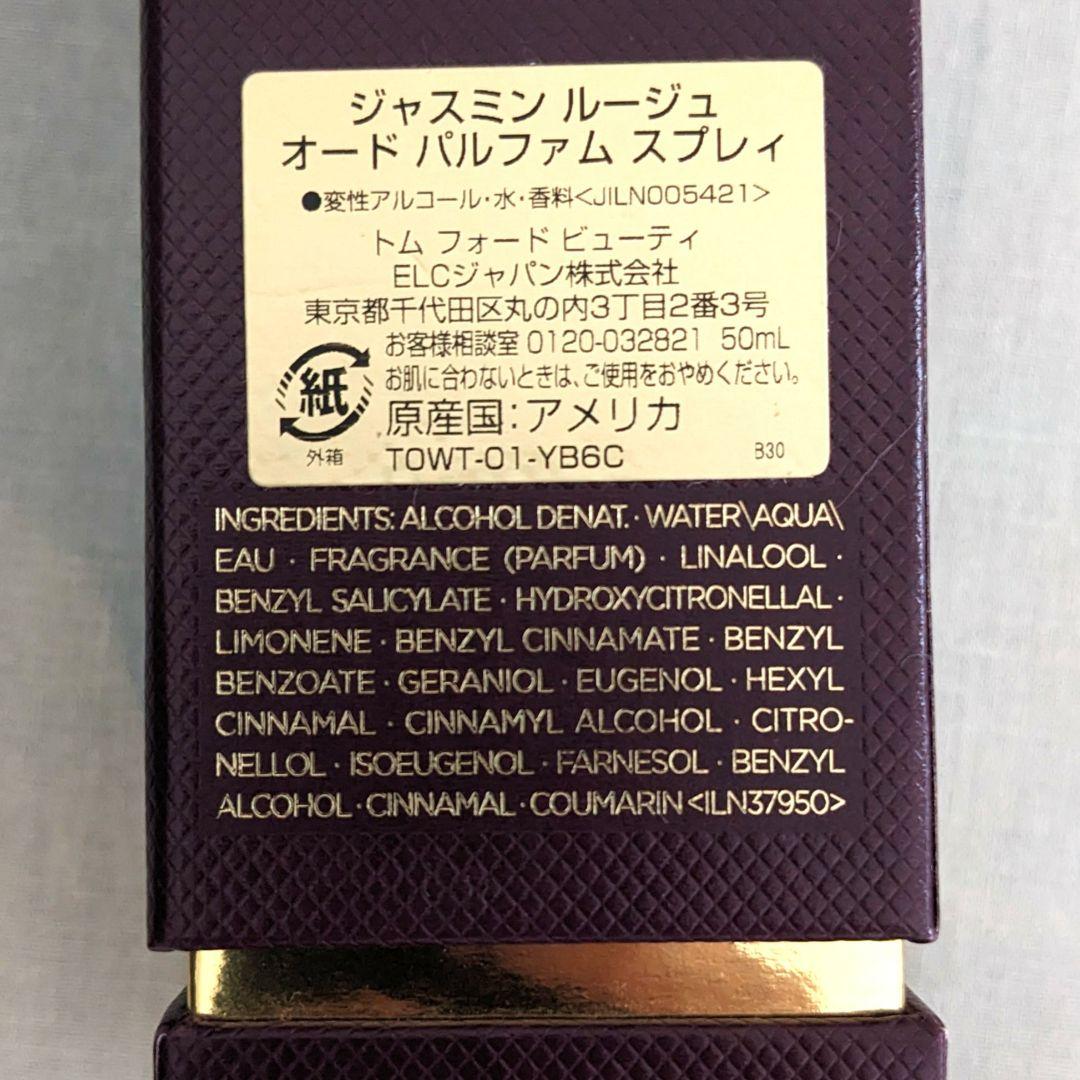 ジャスミン ルージュ
オード パルファム スプレィ
●変性アルコール・水・香料<JILN005421>
トム フォード ビューティ
ELCジャパン株式会社
東京都千代田区丸の内3丁目2番3号
お客様相談室 0120-032821 50mL
お肌に合わないときは、ご使用をおやめください。
紙
外箱
原産国：アメリカ
T0WT-01-YB6C B30
INGREDIENTS: ALCOHOL DENAT. · WATER\AQUA\
EAU · FRAGRANCE (PARFUM) · LINALOOL ·
BENZYL SALICYLATE · HYDROXYCITRONELLAL ·
LIMONENE · BENZYL CINNAMATE · BENZYL
BENZOATE · GERANIOL · EUGENOL · HEXYL
CINNAMAL · CINNAMYL ALCOHOL · CITRO-
NELLOL · ISOEUGENOL · FARNESOL · BENZYL
ALCOHOL · CINNAMAL · COUMARIN <ILN37950>